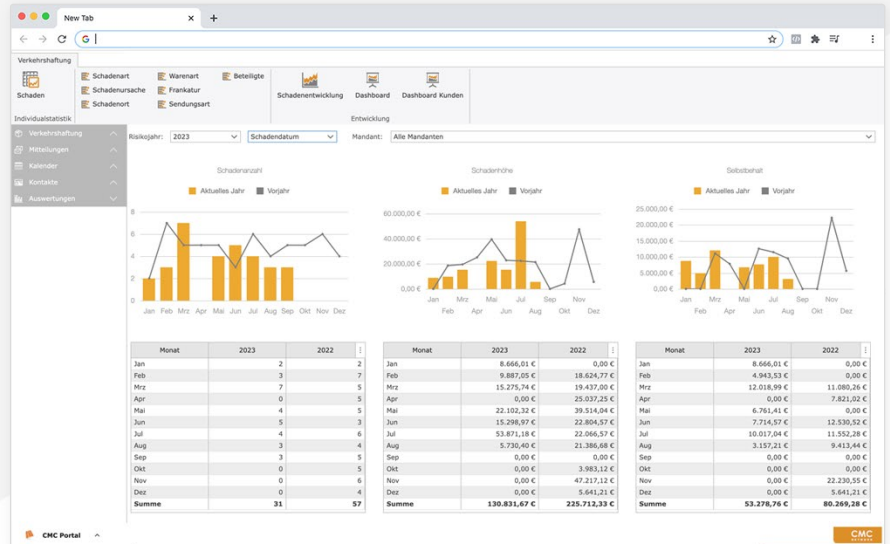 New Tab
Verkehrshaftung
Schaden
Schadenart
Schadenursache
Schadenort
Warenart
Frankatur
Sendungsart
Beteiligte
Schadenentwicklung
Dashboard
Dashboard Kunden
Individualstatistik
Entwicklung
Verkehrshaftung
Mitteilungen
Kalender
Kontakte
Auswertungen
Risikojahr: 2023 Schadendatum Mandant: Alle Mandanten
Schadenanzahl
Aktuelles Jahr Vorjahr
8
6
4
2
0
Jan Feb Mrz Apr Mai Jun Jul Aug Sep Okt Nov Dez
Schadenhöhe
Aktuelles Jahr Vorjahr
60.000,00 €
40.000,00 €
20.000,00 €
0,00 €
Jan Mrz Mai Jul Sep Nov
Feb Apr Jun Aug Okt Dez
Selbstbehalt
Aktuelles Jahr Vorjahr
25.000,00 €
20.000,00 €
15.000,00 €
10.000,00 €
5.000,00 €
0,00 €
Jan Mrz Mai Jul Sep Nov
Feb Apr Jun Aug Okt Dez
Monat 2023 2022
Jan 2 2
Feb 3 7
Mrz 7 5
Apr 0 5
Mai 4 5
Jun 5 3
Jul 4 6
Aug 3 4
Sep 3 5
Okt 0 5
Nov 0 6
Dez 0 4
Summe 31 57
Monat 2023 2022
Jan 8.666,01 € 0,00 €
Feb 9.887,05 € 18.624,77 €
Mrz 15.275,74 € 19.437,00 €
Apr 0,00 € 25.037,25 €
Mai 22.102,32 € 39.514,04 €
Jun 15.298,97 € 22.804,57 €
Jul 53.871,18 € 22.066,57 €
Aug 5.730,40 € 21.386,68 €
Sep 0,00 € 0,00 €
Okt 0,00 € 3.983,12 €
Nov 0,00 € 47.217,12 €
Dez 0,00 € 5.641,21 €
Summe 130.831,67 € 225.712,33 €
Monat 2023 2022
Jan 8.666,01 € 0,00 €
Feb 4.943,53 € 0,00 €
Mrz 12.018,99 € 11.080,26 €
Apr 0,00 € 7.821,02 €
Mai 6.761,41 € 0,00 €
Jun 7.714,57 € 12.530,52 €
Jul 10.017,04 € 11.552,28 €
Aug 3.157,21 € 9.413,44 €
Sep 0,00 € 0,00 €
Okt 0,00 € 0,00 €
Nov 0,00 € 22.230,55 €
Dez 0,00 € 5.641,21 €
Summe 53.278,76 € 80.269,28 €
CMC Portal
CMC